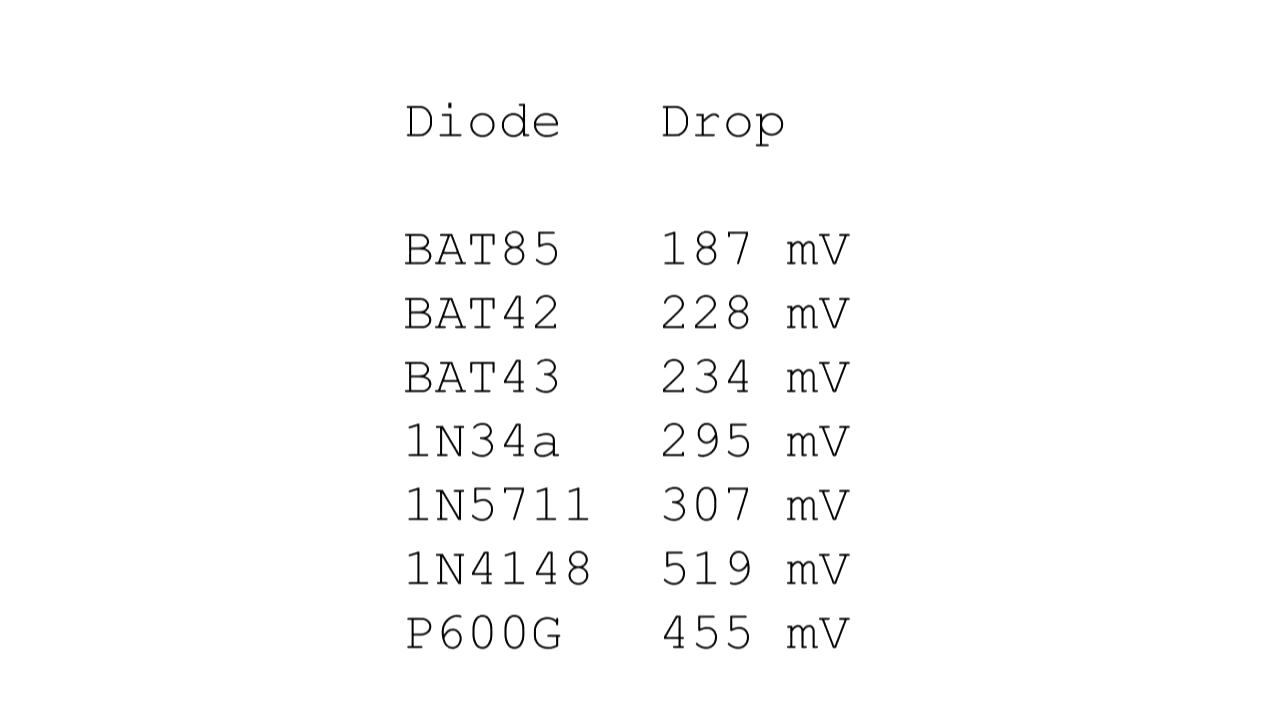 Diode Drop
BAT85 187 mV
BAT42 228 mV
BAT43 234 mV
1N34a 295 mV
1N5711 307 mV
1N4148 519 mV
P600G 455 mV